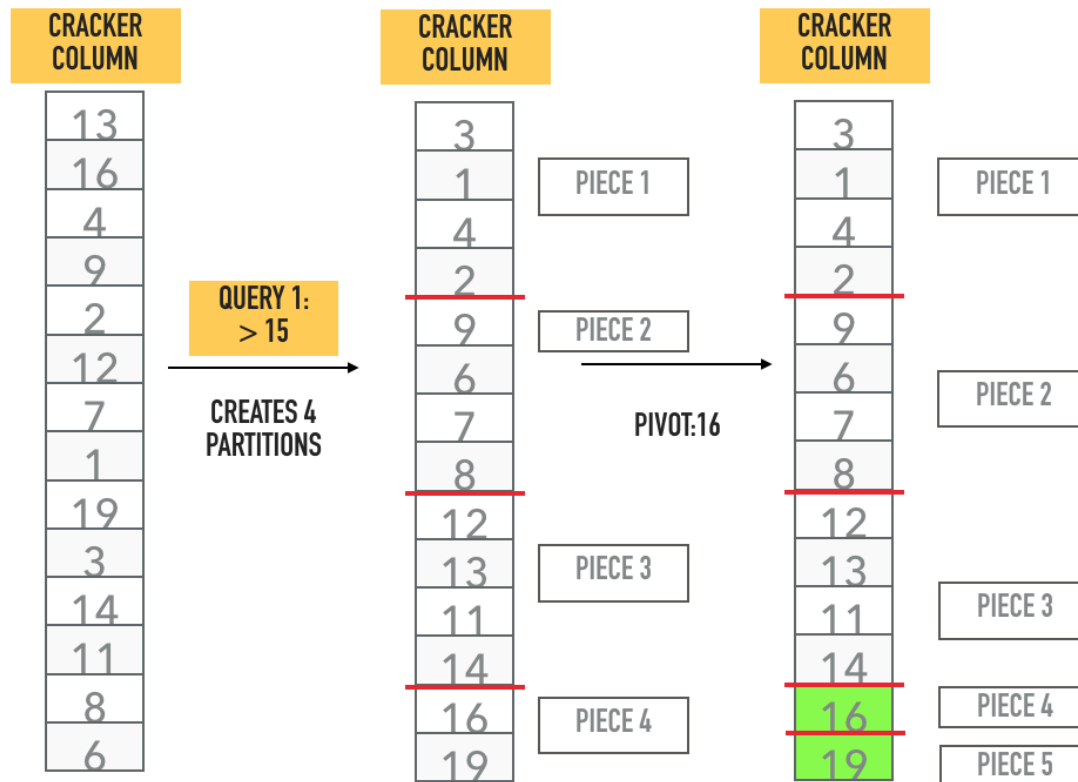 CRACKER
COLUMN
13
16
4
9
2
12
7
1
19
3
14
11
8
6
QUERY 1:
> 15
CREATES 4
PARTITIONS
CRACKER
COLUMN
3
1
4
2
9
6
7
8
12
13
11
14
16
19
PIECE 1
PIECE 2
PIECE 3
PIECE 4
PIVOT:16
CRACKER
COLUMN
3
1
4
2
9
6
7
8
12
13
11
14
16
19
PIECE 1
PIECE 2
PIECE 3
PIECE 4
PIECE 5